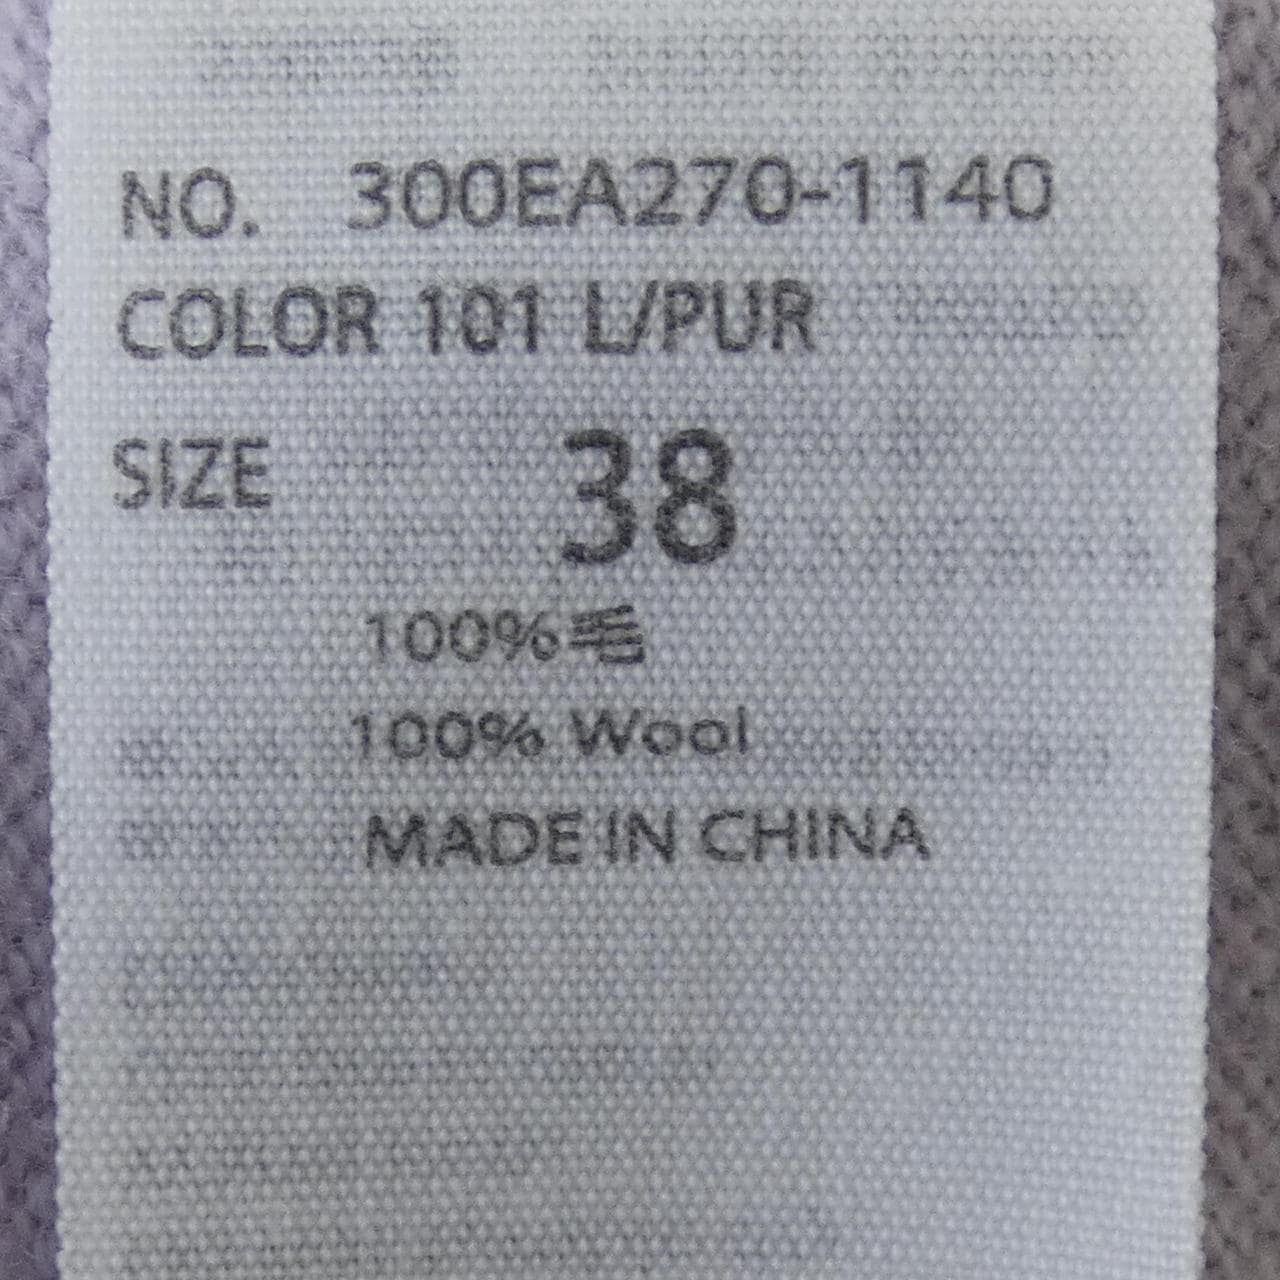 NO. 300EA270-1140
COLOR 101 L/PUR
SIZE 38
100%毛
100% Wool
MADE IN CHINA